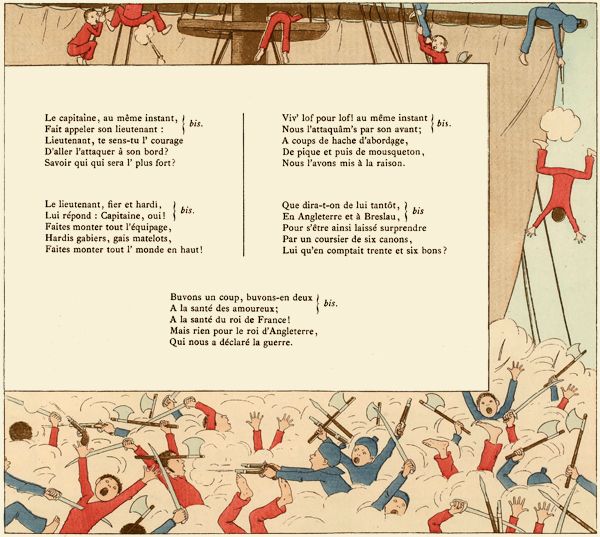 Le capitaine, au même instant,
Fait appeler son lieutenant : } bis.
Lieutenant, te sens-tu l' courage
D'aller l'attaquer à son bord?
Savoir qui qui sera l' plus fort?
Le lieutenant, fier et hardi,
Lui répond : Capitaine, oui! } bis.
Faites monter tout l'équipage,
Hardis gabiers, gais matelots,
Faites monter tout l' monde en haut!
Viv' lof pour lof! au même instant
Nous l'attaquâm's par son avant; } bis.
A coups de hache d'abordage,
De pique et puis de mousqueton,
Nous l'avons mis à la raison.
Que dira-t-on de lui tantôt,
En Angleterre et à Breslau, } bis
Pour s'être ainsi laissé surprendre
Par un coursier de six canons,
Lui qu'en comptait trente et six bons?
Buvons un coup, buvons-en deux
A la santé des amoureux; } bis.
A la santé du roi de France!
Mais rien pour le roi d'Angleterre,
Qui nous a déclaré la guerre.